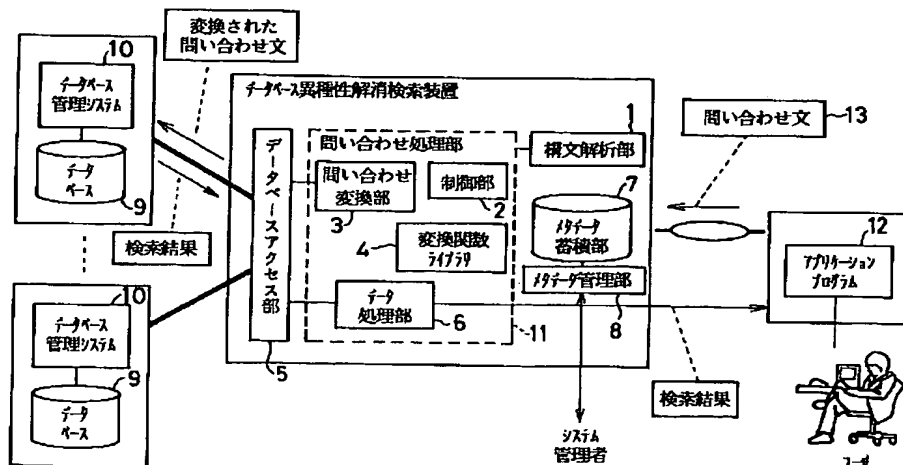 変換された
問い合わせ文
10
データベース
管理システム
データ
ベース
9
検索結果
10
データベース
管理システム
9
データ
ベース
データベース異種性解消検索装置
データベースアクセス部
5
問い合わせ処理部
問い合わせ
変換部
3
制御部
2
4
変換関数
ライブラリ
データ
処理部
6
11
1
構文解析部
7
メタデータ
蓄積部
メタデータ管理部
8
問い合わせ文
13
12
アプリケーション
プログラム
検索結果
システム
管理者
ユーザ